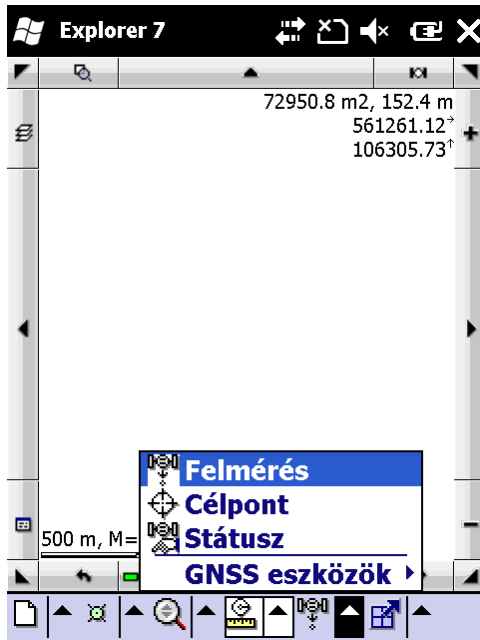 Explorer 7
72950.8 m2, 152.4 m
561261.12→
106305.73↑
Felmérés
Célpont
Státusz
500 m, M=
GNSS eszközök